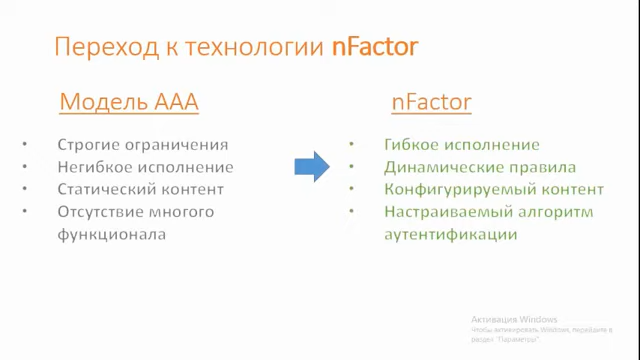 Переход к технологии nFactor
Модель ААА
Строгие ограничения
Негибкое исполнение
Статический контент
Отсутствие многого
функционала
nFactor
Гибкое исполнение
Динамические правила
Конфигурируемый контент
Настраиваемый алгоритм
аутентификации
Активация Windows
Чтобы активировать Windows, перейдите в
раздел "Параметры".